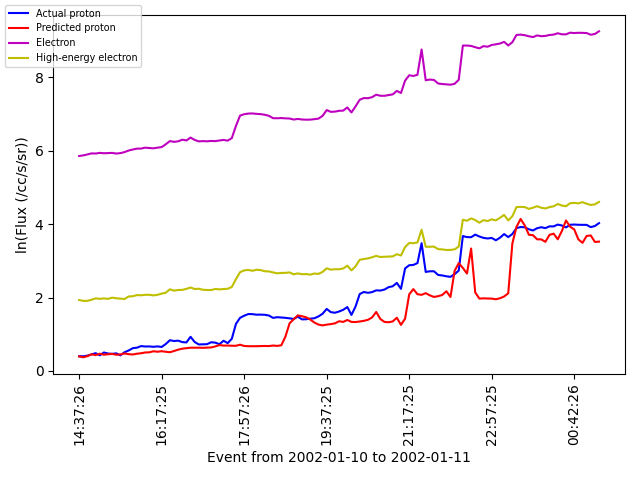 Actual proton
Predicted proton
Electron
High-energy electron
ln(Flux (/cc/s/sr))
8
6
4
2
0
14:37:26
16:17:25
17:57:26
19:37:25
21:17:25
22:57:25
00:42:26
Event from 2002-01-10 to 2002-01-11